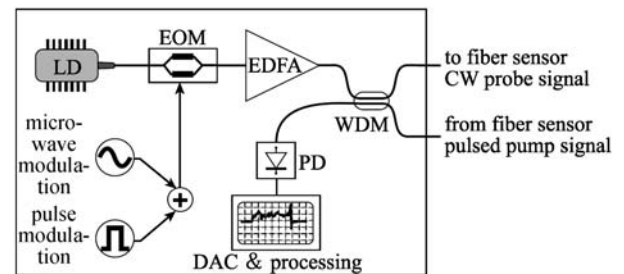 LD
EOM
EDFA
to fiber sensor
CW probe signal
WDM
from fiber sensor
pulsed pump signal
micro-
wave
modula-
tion
PD
pulse
modula-
tion
DAC & processing